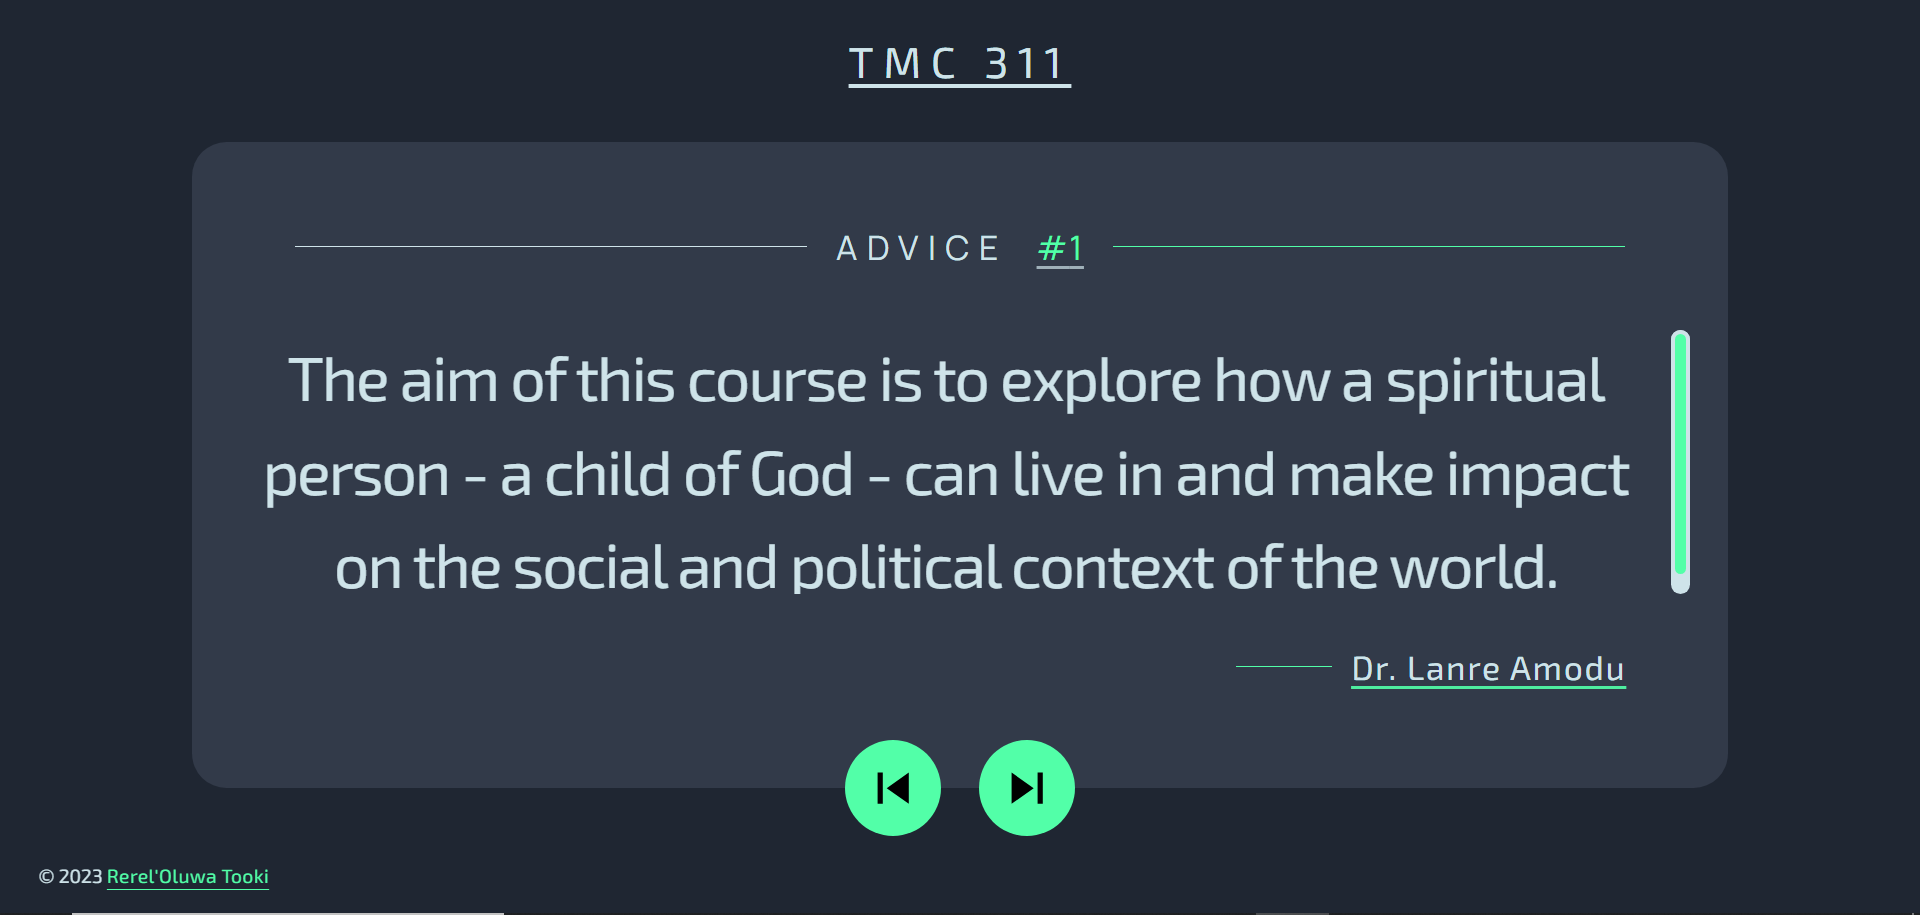 TMC 311
ADVICE #1
The aim of this course is to explore how a spiritual
person - a child of God - can live in and make impact
on the social and political context of the world.
Dr. Lanre Amodu
© 2023 Rerel'Oluwa Tooki